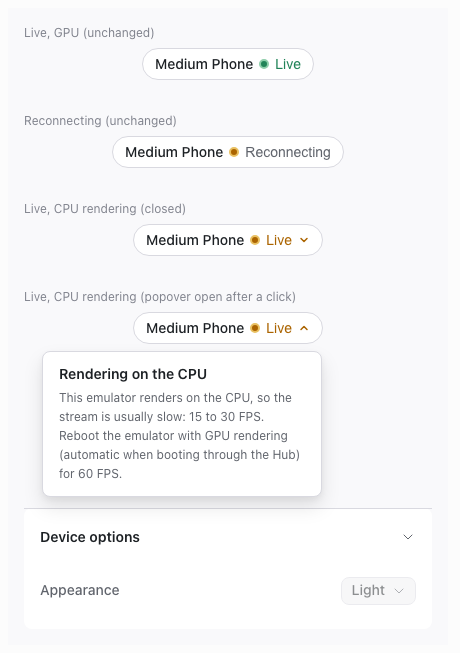 Live, GPU (unchanged)
Medium Phone Live
Reconnecting (unchanged)
Medium Phone Reconnecting
Live, CPU rendering (closed)
Medium Phone Live
Live, CPU rendering (popover open after a click)
Medium Phone Live
Rendering on the CPU
This emulator renders on the CPU, so the
stream is usually slow: 15 to 30 FPS.
Reboot the emulator with GPU rendering
(automatic when booting through the Hub)
for 60 FPS.
Device options
Appearance Light